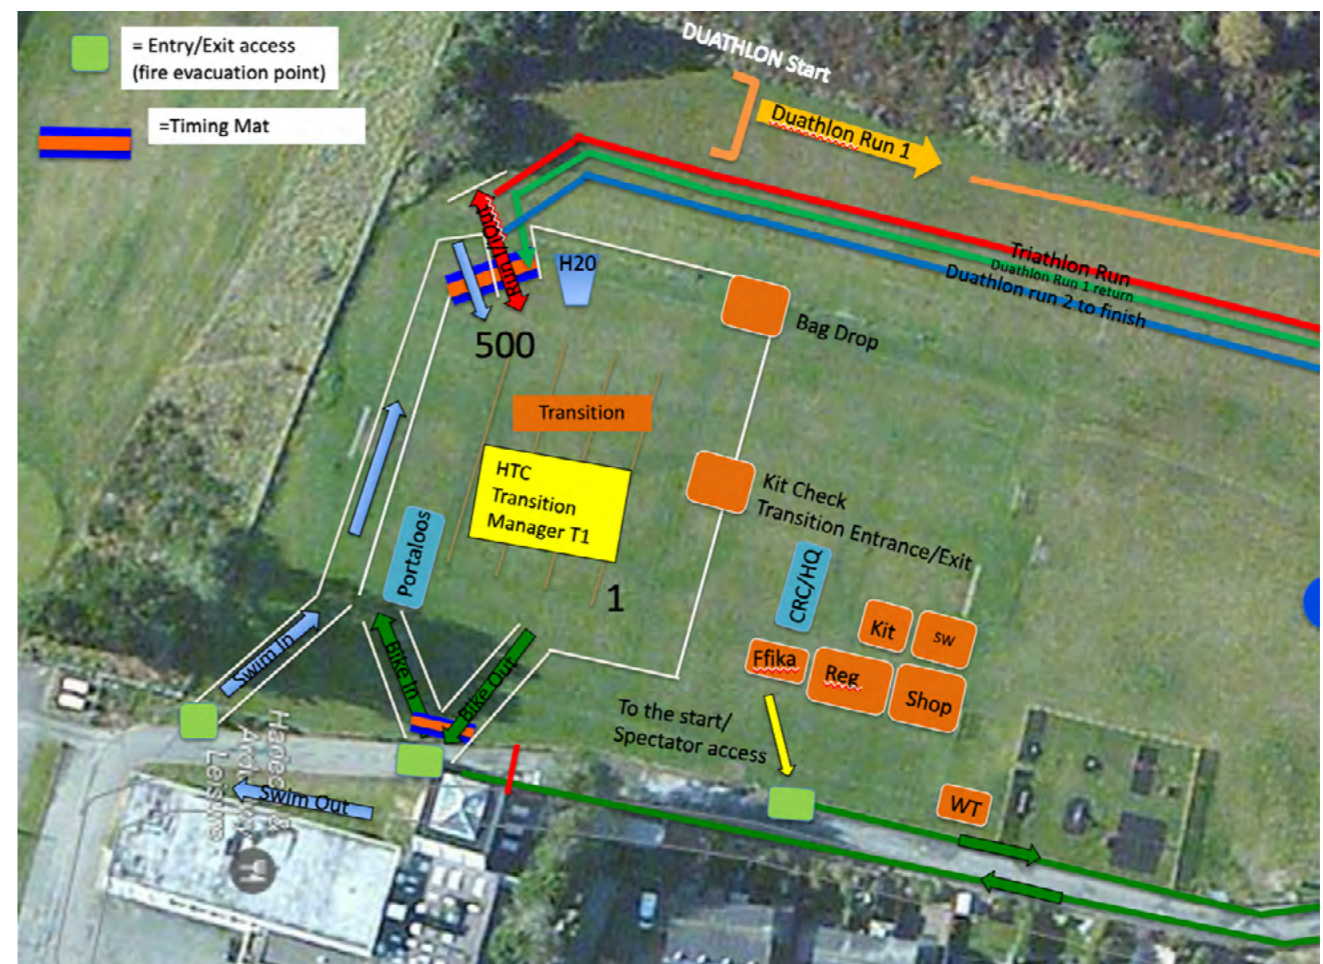 = Entry/Exit access
(fire evacuation point)
=Timing Mat
DUATHLON Start
Duathlon Run 1
Triathlon Run
Duathlon Run 1 return
Duathlon run 2 to finish
Run In/Out
H20
500
Bag Drop
Transition
HTC
Transition
Manager T1
Kit Check
Transition Entrance/Exit
Portaloos
CRC/HQ
1
Kit
sw
Ffika
Reg
Shop
Swim In
Bike In
Bike Out
To the start/
Spectator access
Swim Out
WT
Leisure